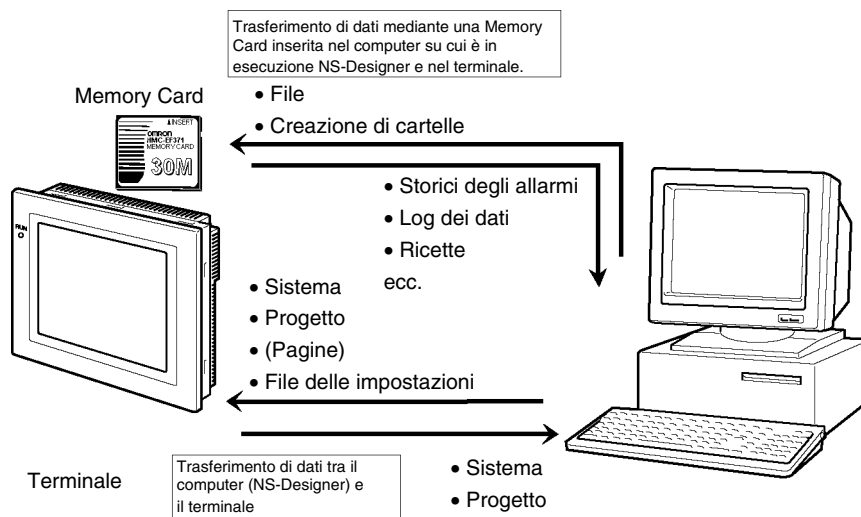 Trasferimento di dati mediante una Memory
Card inserita nel computer su cui è in
esecuzione NS-Designer e nel terminale.
Memory Card
• File
• Creazione di cartelle
INSERT
omron
HMC-EF371
MEMORY CARD
30M
• Storici degli allarmi
• Log dei dati
• Ricette
ecc.
RUN
• Sistema
• Progetto
• (Pagine)
• File delle impostazioni
Terminale
Trasferimento di dati tra il
computer (NS-Designer) e
il terminale
• Sistema
• Progetto